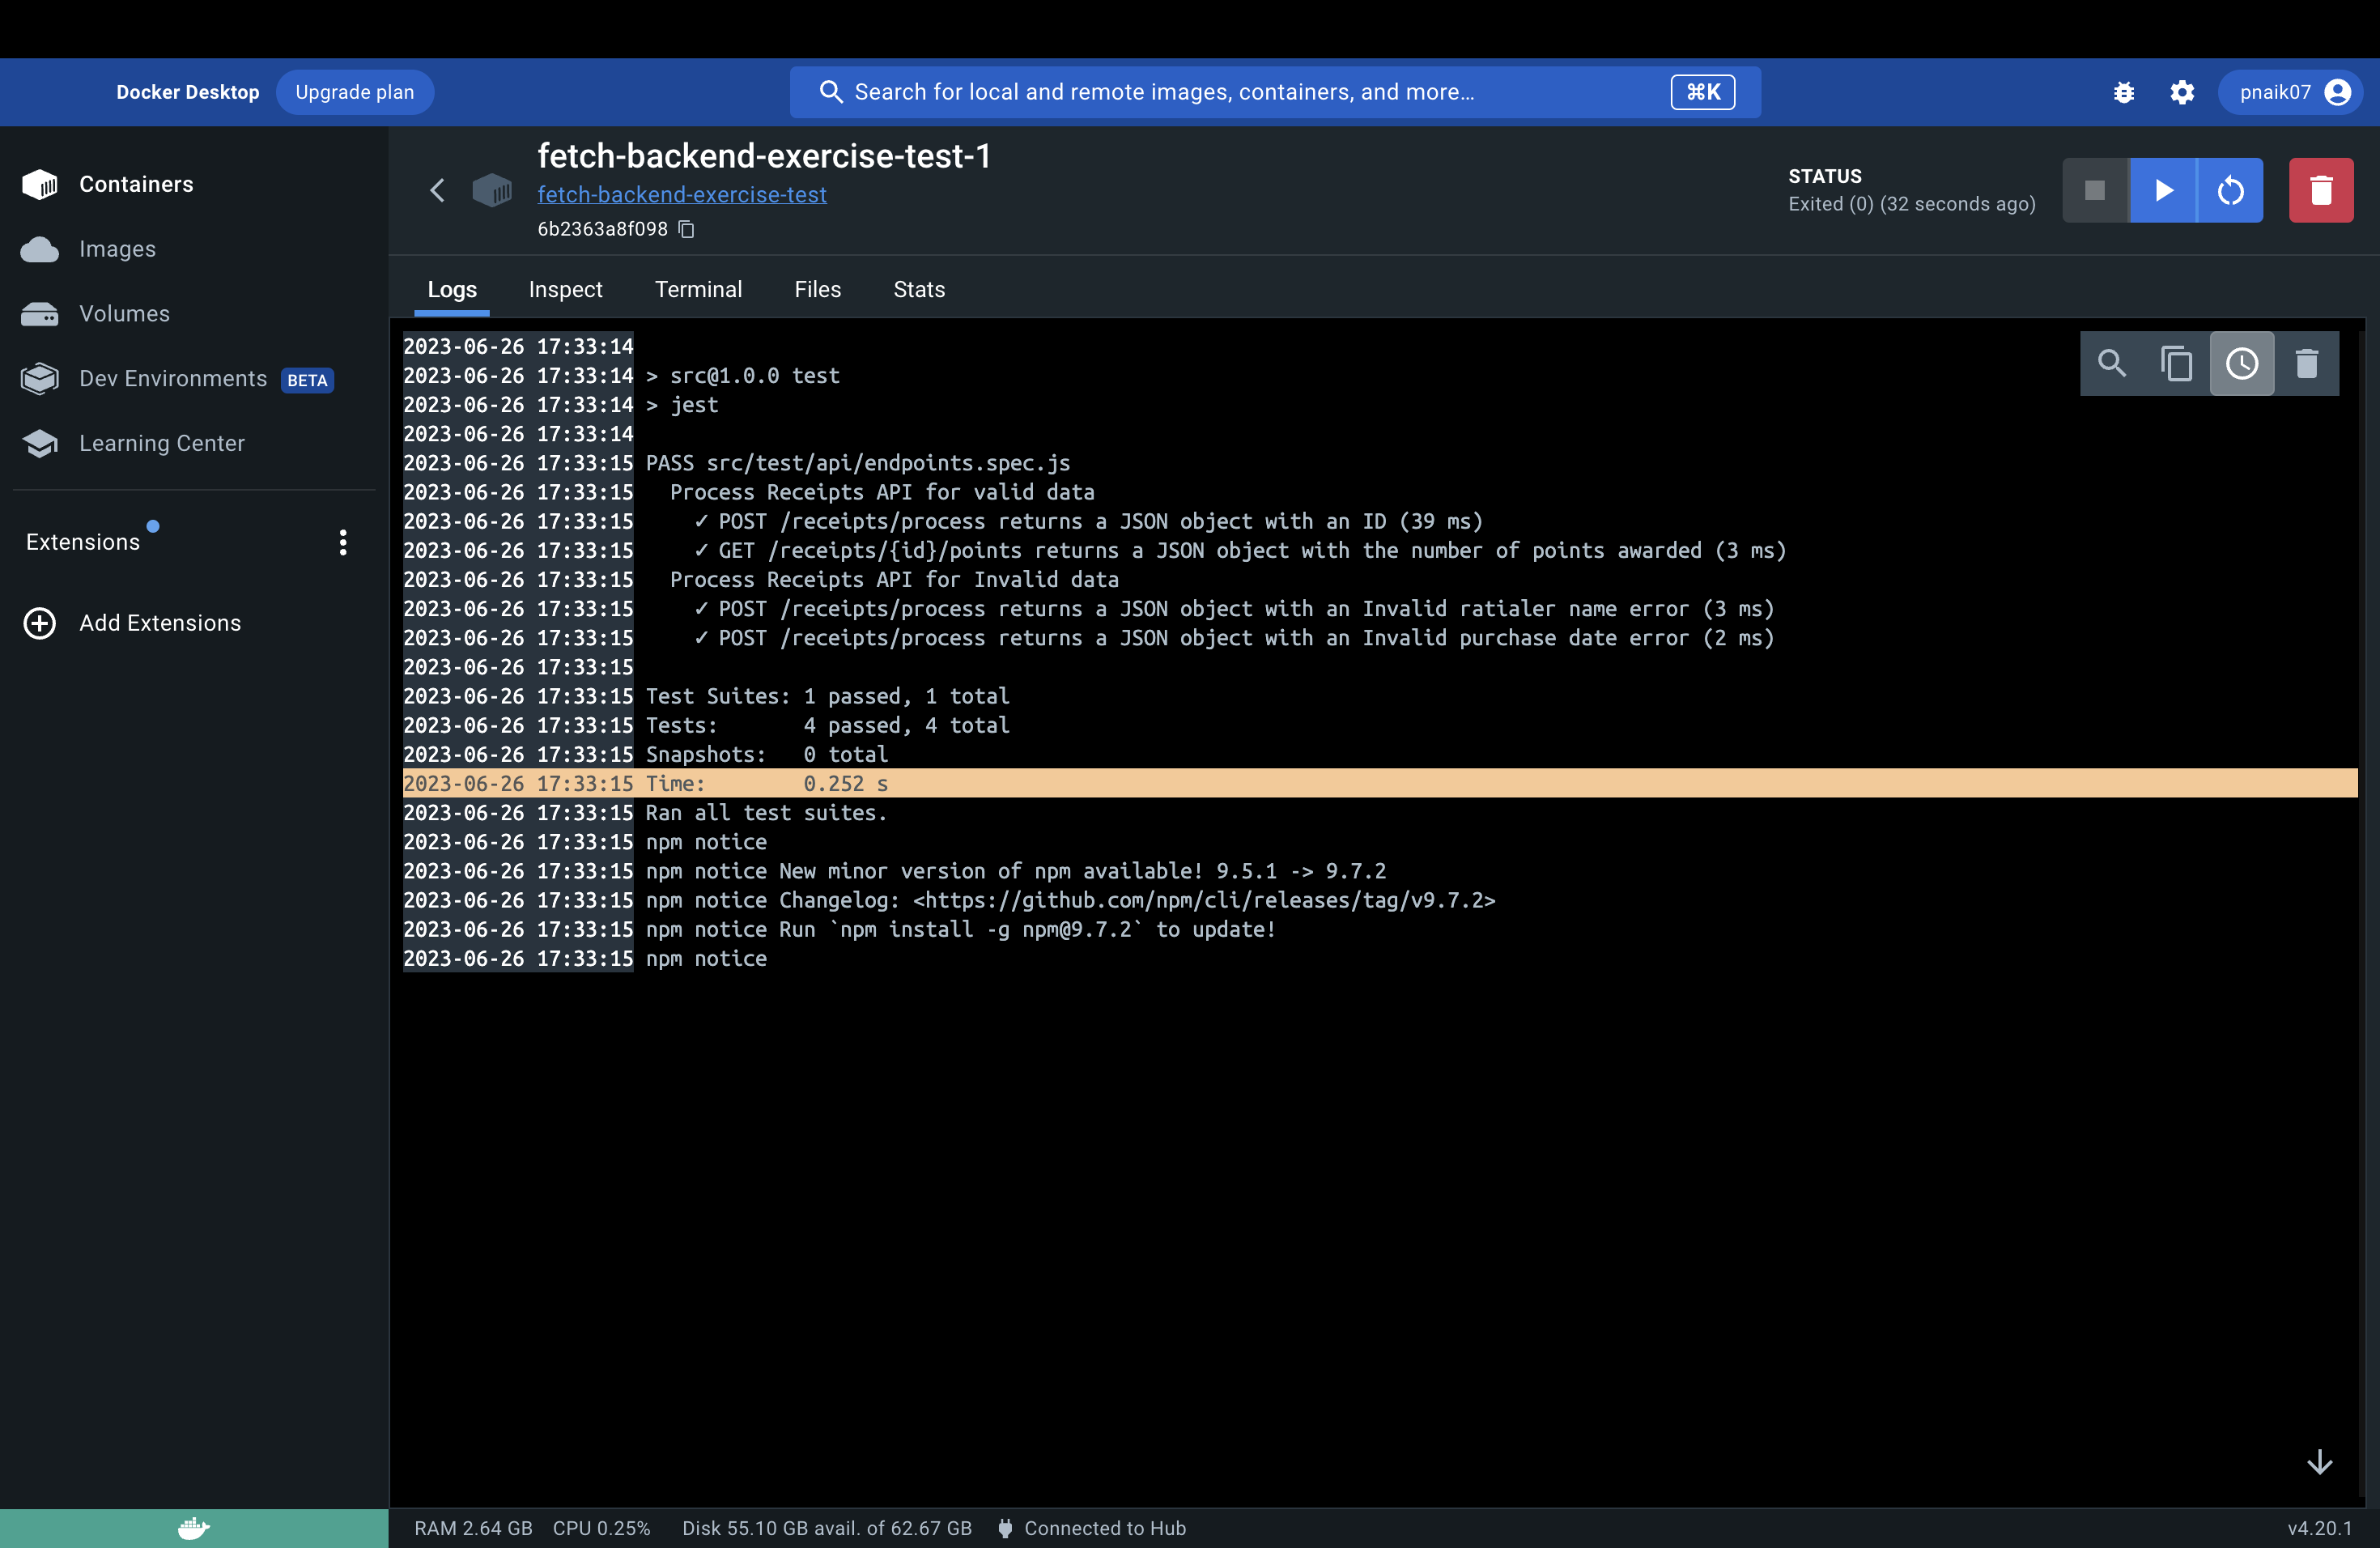 Docker Desktop Upgrade plan Search for local and remote images, containers, and more... ⌘K pnaik07
Containers
Images
Volumes
Dev Environments BETA
Learning Center
Extensions
Add Extensions
fetch-backend-exercise-test-1
fetch-backend-exercise-test
6b2363a8f098
STATUS
Exited (0) (32 seconds ago)
Logs Inspect Terminal Files Stats
2023-06-26 17:33:14
2023-06-26 17:33:14 > src@1.0.0 test
2023-06-26 17:33:14 > jest
2023-06-26 17:33:14
2023-06-26 17:33:15 PASS src/test/api/endpoints.spec.js
2023-06-26 17:33:15   Process Receipts API for valid data
2023-06-26 17:33:15     ✓ POST /receipts/process returns a JSON object with an ID (39 ms)
2023-06-26 17:33:15     ✓ GET /receipts/{id}/points returns a JSON object with the number of points awarded (3 ms)
2023-06-26 17:33:15   Process Receipts API for Invalid data
2023-06-26 17:33:15     ✓ POST /receipts/process returns a JSON object with an Invalid ratialer name error (3 ms)
2023-06-26 17:33:15     ✓ POST /receipts/process returns a JSON object with an Invalid purchase date error (2 ms)
2023-06-26 17:33:15
2023-06-26 17:33:15 Test Suites: 1 passed, 1 total
2023-06-26 17:33:15 Tests:       4 passed, 4 total
2023-06-26 17:33:15 Snapshots:   0 total
2023-06-26 17:33:15 Time:        0.252 s
2023-06-26 17:33:15 Ran all test suites.
2023-06-26 17:33:15 npm notice
2023-06-26 17:33:15 npm notice New minor version of npm available! 9.5.1 -> 9.7.2
2023-06-26 17:33:15 npm notice Changelog: <https://github.com/npm/cli/releases/tag/v9.7.2>
2023-06-26 17:33:15 npm notice Run `npm install -g npm@9.7.2` to update!
2023-06-26 17:33:15 npm notice
RAM 2.64 GB CPU 0.25% Disk 55.10 GB avail. of 62.67 GB Connected to Hub v4.20.1